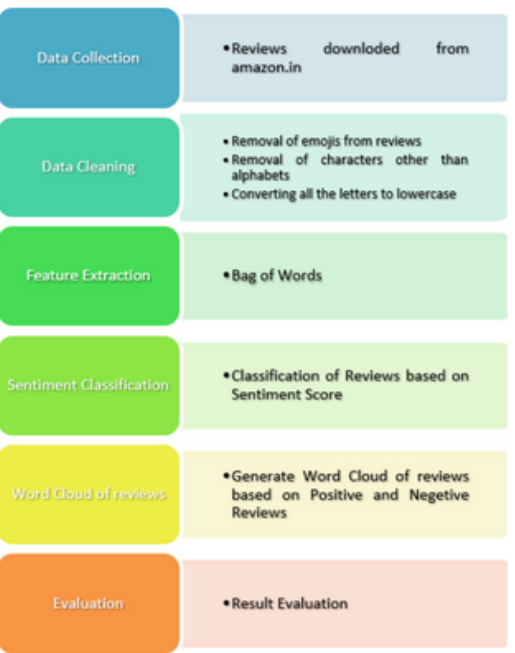 Data Collection
•Reviews downloded from
amazon.in
Data Cleaning
• Removal of emojis from reviews
• Removal of characters other than
alphabets
• Converting all the letters to lowercase
Feature Extraction
•Bag of Words
Sentiment Classification
•Classification of Reviews based on
Sentiment Score
Word Cloud of reviews
•Generate Word Cloud of reviews
based on Positive and Negetive
Reviews
Evaluation
•Result Evaluation